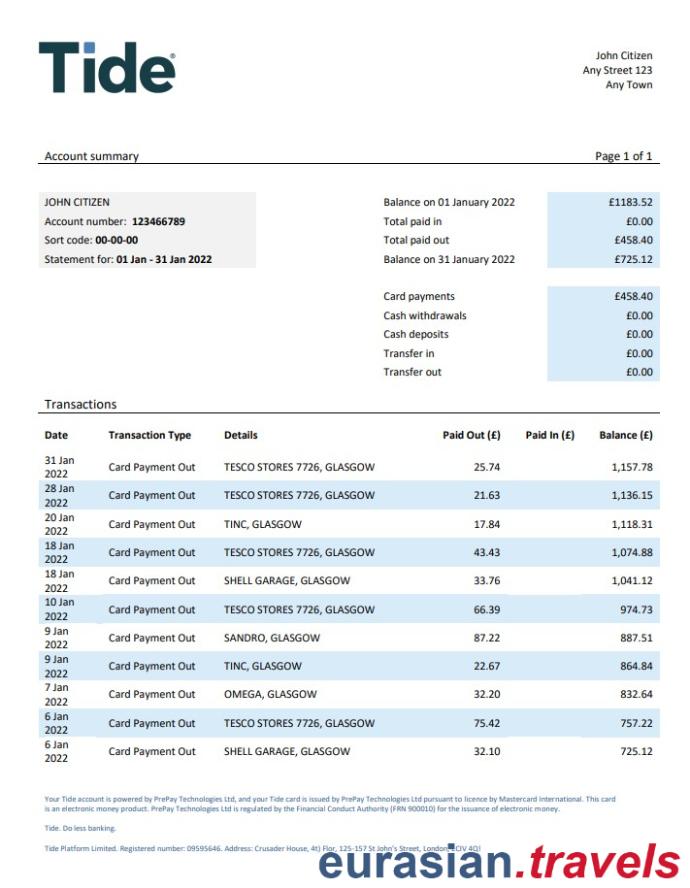 Tide®
John Citizen
Any Street 123
Any Town
Account summary Page 1 of 1
JOHN CITIZEN
Account number: 123466789
Sort code: 00-00-00
Statement for: 01 Jan - 31 Jan 2022
Balance on 01 January 2022 £1183.52
Total paid in £0.00
Total paid out £458.40
Balance on 31 January 2022 £725.12
Card payments £458.40
Cash withdrawals £0.00
Cash deposits £0.00
Transfer in £0.00
Transfer out £0.00
Transactions
Date Transaction Type Details Paid Out (£) Paid In (£) Balance (£)
31 Jan 2022 Card Payment Out TESCO STORES 7726, GLASGOW 25.74 1,157.78
28 Jan 2022 Card Payment Out TESCO STORES 7726, GLASGOW 21.63 1,136.15
20 Jan 2022 Card Payment Out TINC, GLASGOW 17.84 1,118.31
18 Jan 2022 Card Payment Out TESCO STORES 7726, GLASGOW 43.43 1,074.88
18 Jan 2022 Card Payment Out SHELL GARAGE, GLASGOW 33.76 1,041.12
10 Jan 2022 Card Payment Out TESCO STORES 7726, GLASGOW 66.39 974.73
9 Jan 2022 Card Payment Out SANDRO, GLASGOW 87.22 887.51
9 Jan 2022 Card Payment Out TINC, GLASGOW 22.67 864.84
7 Jan 2022 Card Payment Out OMEGA, GLASGOW 32.20 832.64
6 Jan 2022 Card Payment Out TESCO STORES 7726, GLASGOW 75.42 757.22
6 Jan 2022 Card Payment Out SHELL GARAGE, GLASGOW 32.10 725.12
Your Tide account is powered by PrePay Technologies Ltd, and your Tide card is issued by PrePay Technologies Ltd pursuant to licence by Mastercard International. This card
is an electronic money product. PrePay Technologies Ltd is regulated by the Financial Conduct Authority (FRN 900010) for the issuance of electronic money.
Tide. Do less banking.
Tide Platform Limited. Registered number: 09595646. Address: Crusader House, 4t) Flor, 125-157 St John's Street, London,
eurasian.travels